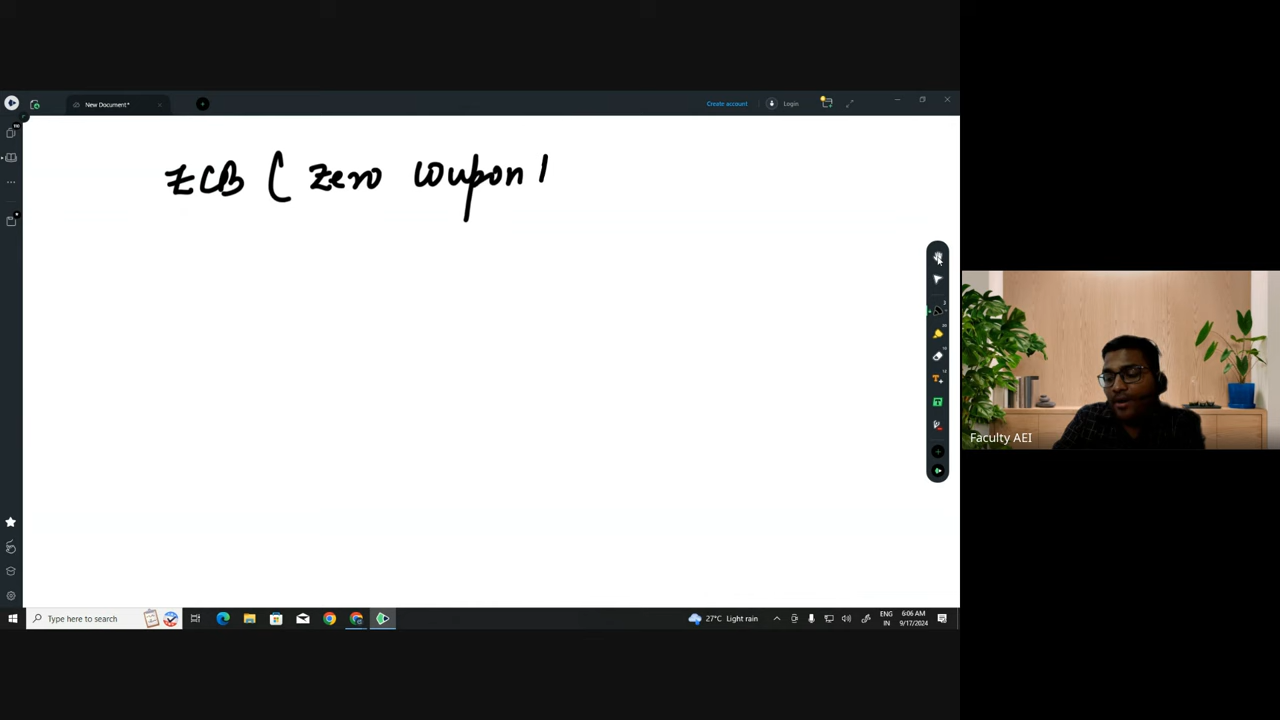 New Document*
Create account
Login
ZCB ( Zero Coupon
3
Faculty AEI
Type here to search
27°C Light rain
ENG
IN
6:06 AM
9/17/2024